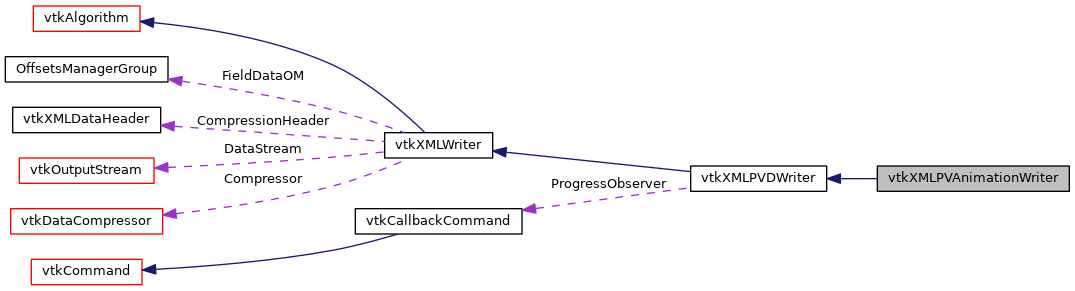 vtkAlgorithm
OffsetsManagerGroup
FieldDataOM
vtkXMLDataHeader
CompressionHeader
vtkXMLWriter
DataStream
vtkOutputStream
Compressor
ProgressObserver
vtkXMLPVDWriter
vtkXMLPVAnimationWriter
vtkDataCompressor
vtkCallbackCommand
vtkCommand